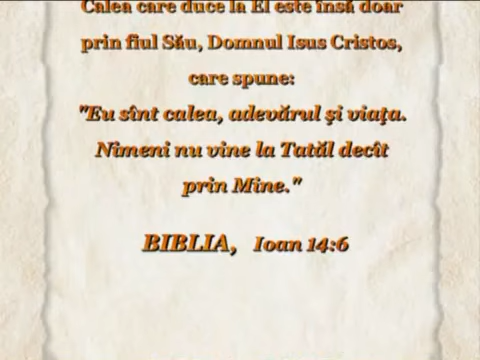 Calea care duce la El este însă doar
prin fiul Său, Domnul Isus Cristos,
care spune:
"Eu sînt calea, adevărul şi viaţa.
Nimeni nu vine la Tatăl decît
prin Mine."
BIBLIA, Ioan 14:6